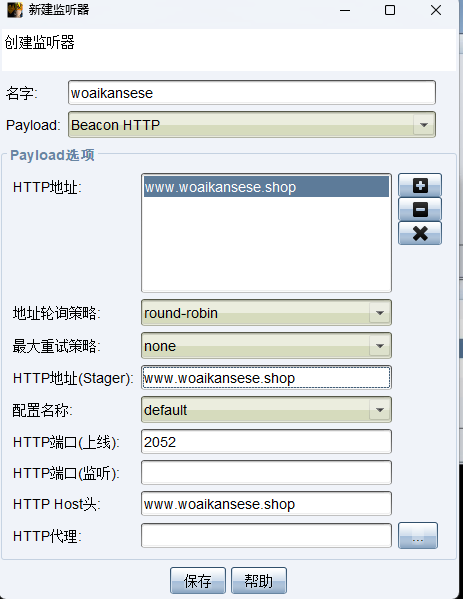 新建监听器
创建监听器
名字: woaikansese
Payload: Beacon HTTP
Payload选项
HTTP地址: www.woaikansese.shop
地址轮询策略: round-robin
最大重试策略: none
HTTP地址(Stager): www.woaikansese.shop
配置名称: default
HTTP端口(上线): 2052
HTTP端口(监听):
HTTP Host头: www.woaikansese.shop
HTTP代理: ...
保存 帮助